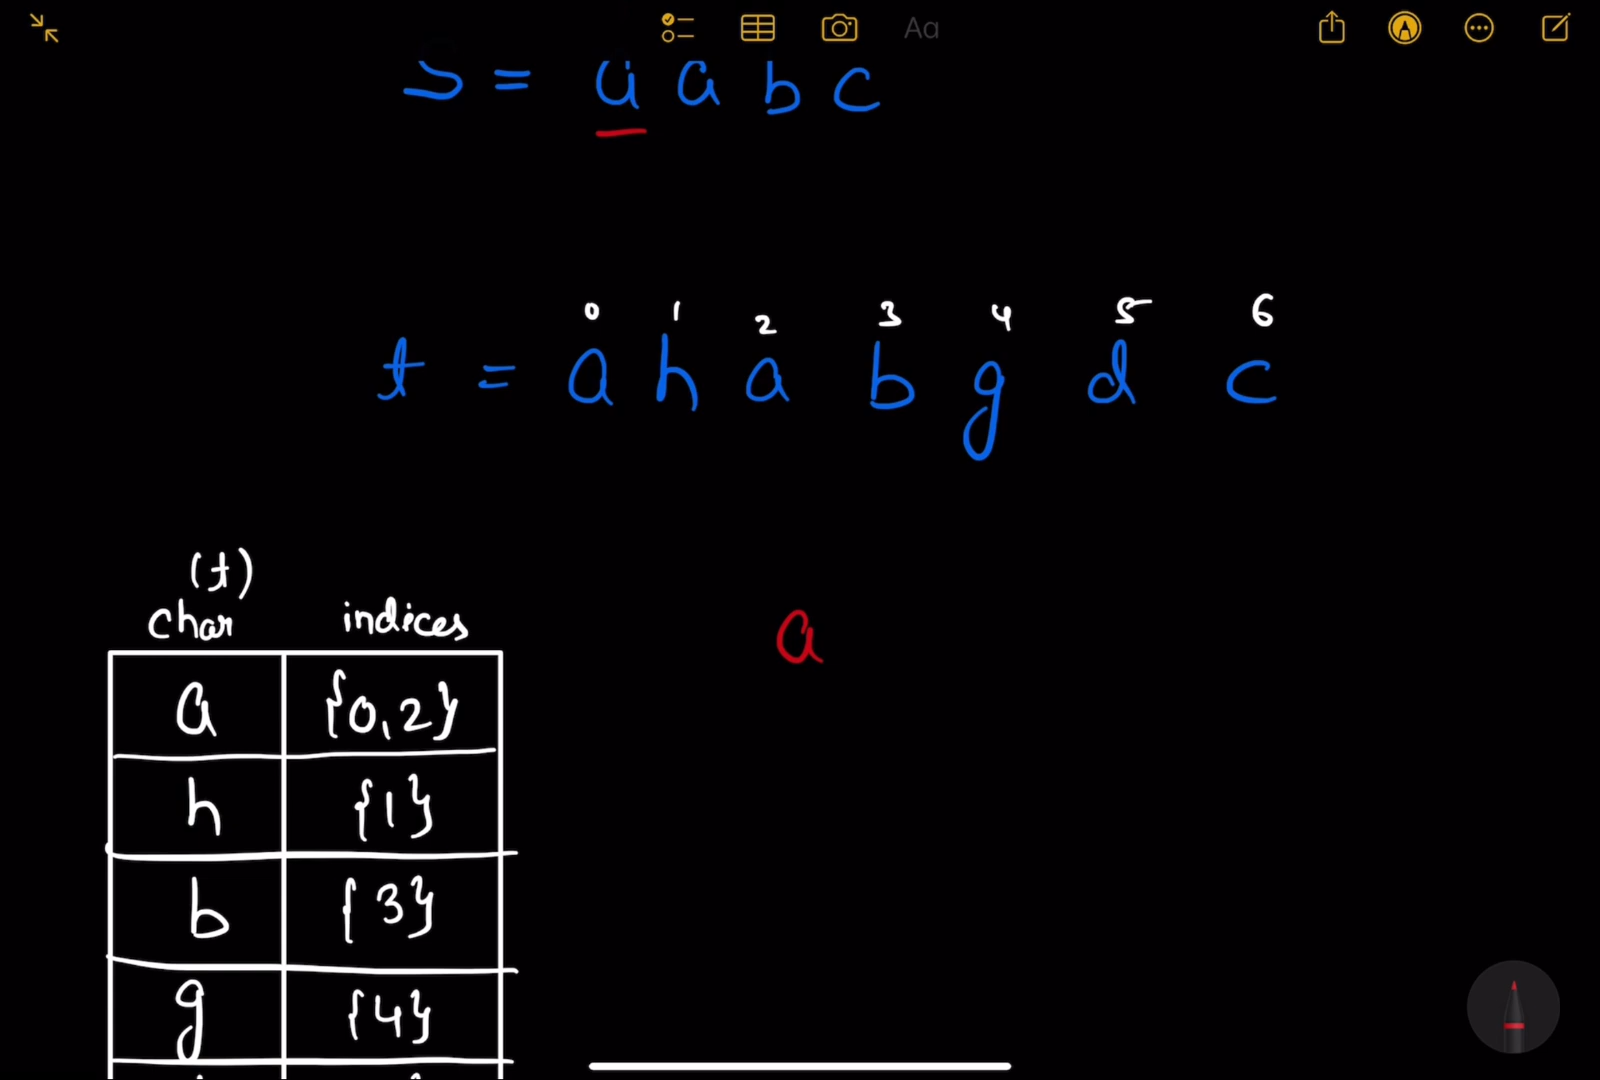 Aa
S = a a b c
0 1 2 3 4 5 6
t = a h a b g d c
(t)
char indices
a
a {0,2}
h {1}
b {3}
g {4}